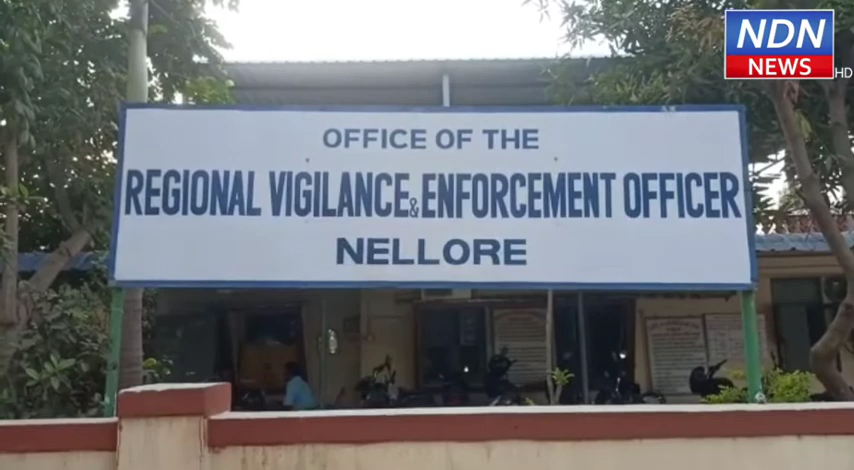 NDN
NEWS
HD
OFFICE OF THE
REGIONAL VIGILANCE & ENFORCEMENT OFFICER
NELLORE